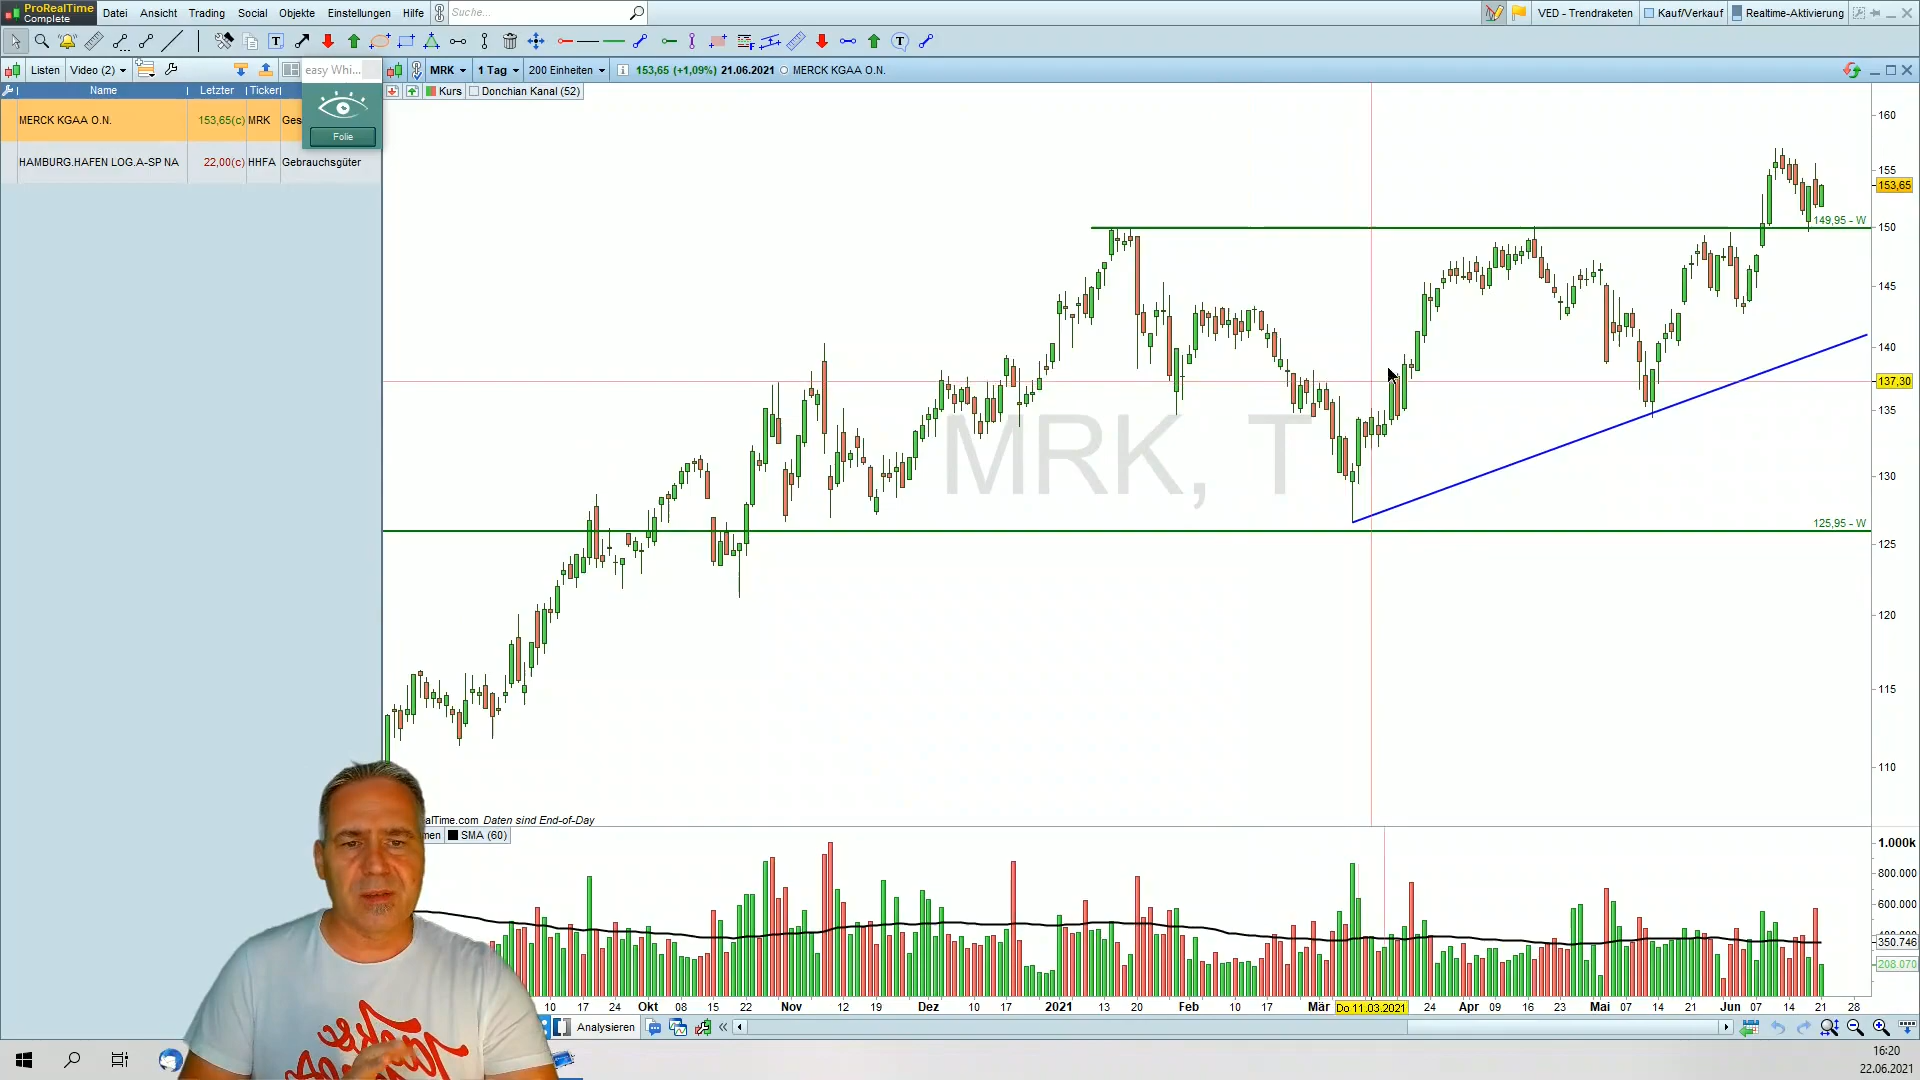 ProRealTime Complete Datei Ansicht Trading Social Objekte Einstellungen Hilfe Suche... VED - Trendraketen Kauf/Verkauf Realtime-Aktivierung
Listen Video (2) easy Whi... MRK 1 Tag 200 Einheiten 153,65 (+1,09%) 21.06.2021 MERCK KGAA O.N.
Name Letzter Ticker Kurs Donchian Kanal (52)
MERCK KGAA O.N. 153,65(c) MRK Ges
Folie
HAMBURG.HAFEN LOG.A-SP NA 22,00(c) HHFA Gebrauchsgüter
160
155
153,65
149,95 - W
150
145
140
137,30
135
MRK, T
130
125,95 - W
125
120
115
110
alTime.com Daten sind End-of-Day
men SMA (60)
1.000k
800.000
600.000
350.746
208.070
10 17 24 Okt 08 15 22 Nov 12 19 Dez 10 17 2021 13 20 Feb 10 17 Mär Do 11.03.2021 24 Apr 09 16 23 Mai 07 14 21 Jun 07 14 21 28
Analysieren
16:20
22.06.2021